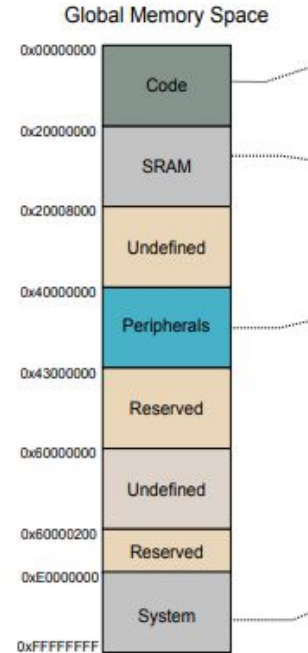 Global Memory Space
0x00000000
Code
0x20000000
SRAM
0x20008000
Undefined
0x40000000
Peripherals
0x43000000
Reserved
0x60000000
Undefined
0x60000200
Reserved
0xE0000000
System
0xFFFFFFFF